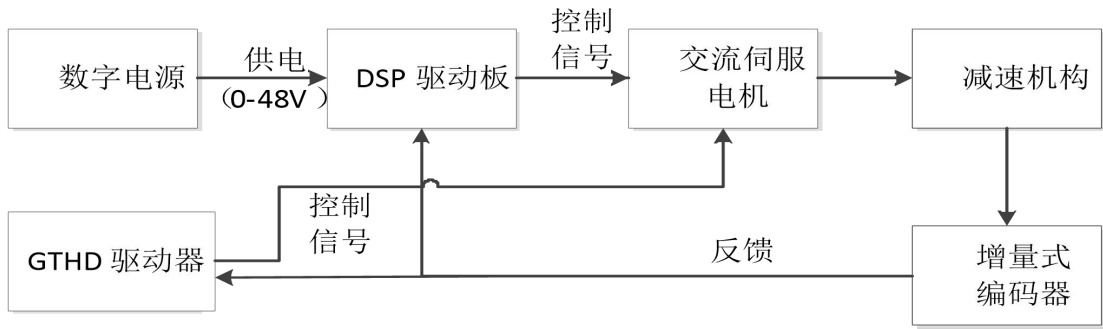 数字电源
供电
（0-48V）
DSP 驱动板
控制
信号
交流伺服
电机
减速机构
GTHD 驱动器
控制
信号
反馈
增量式
编码器